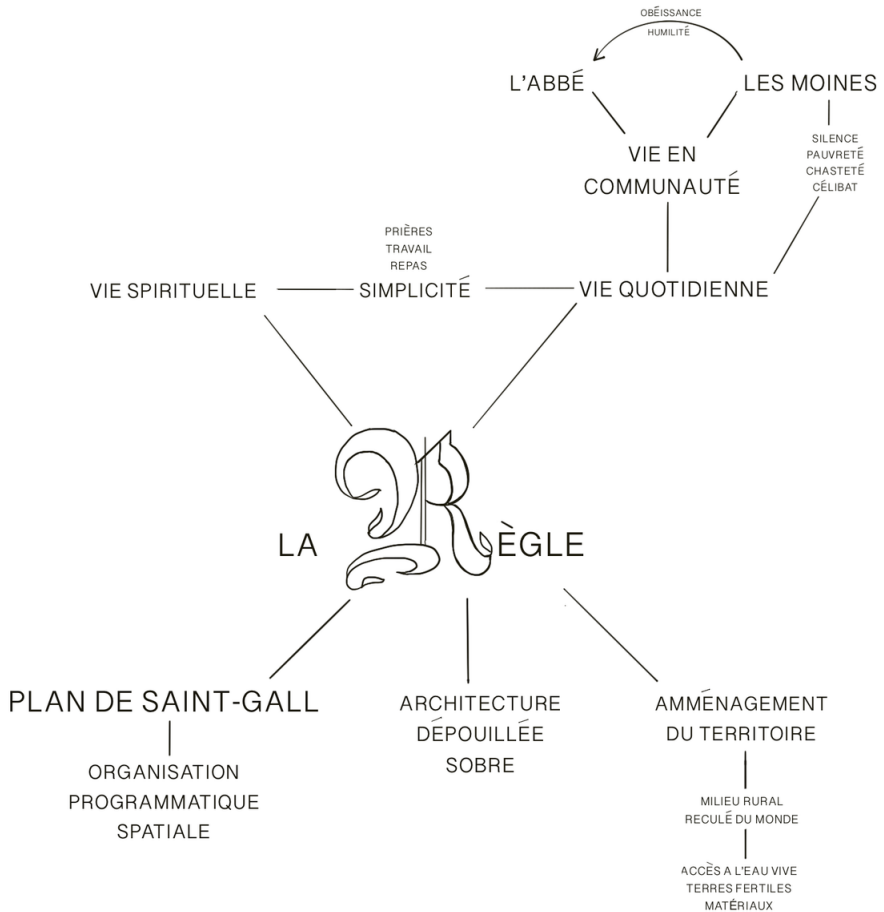 OBÉISSANCE
HUMILITÉ
L'ABBÉ
LES MOINES
VIE EN
COMMUNAUTÉ
SILENCE
PAUVRETÉ
CHASTETÉ
CÉLIBAT
PRIÈRES
TRAVAIL
REPAS
VIE SPIRITUELLE
SIMPLICITÉ
VIE QUOTIDIENNE
LA RÈGLE
PLAN DE SAINT-GALL
ORGANISATION
PROGRAMMATIQUE
SPATIALE
ARCHITECTURE
DÉPOUILLÉE
SOBRE
AMMÉNAGEMENT
DU TERRITOIRE
MILIEU RURAL
RECULÉ DU MONDE
ACCÈS A L'EAU VIVE
TERRES FERTILES
MATÉRIAUX